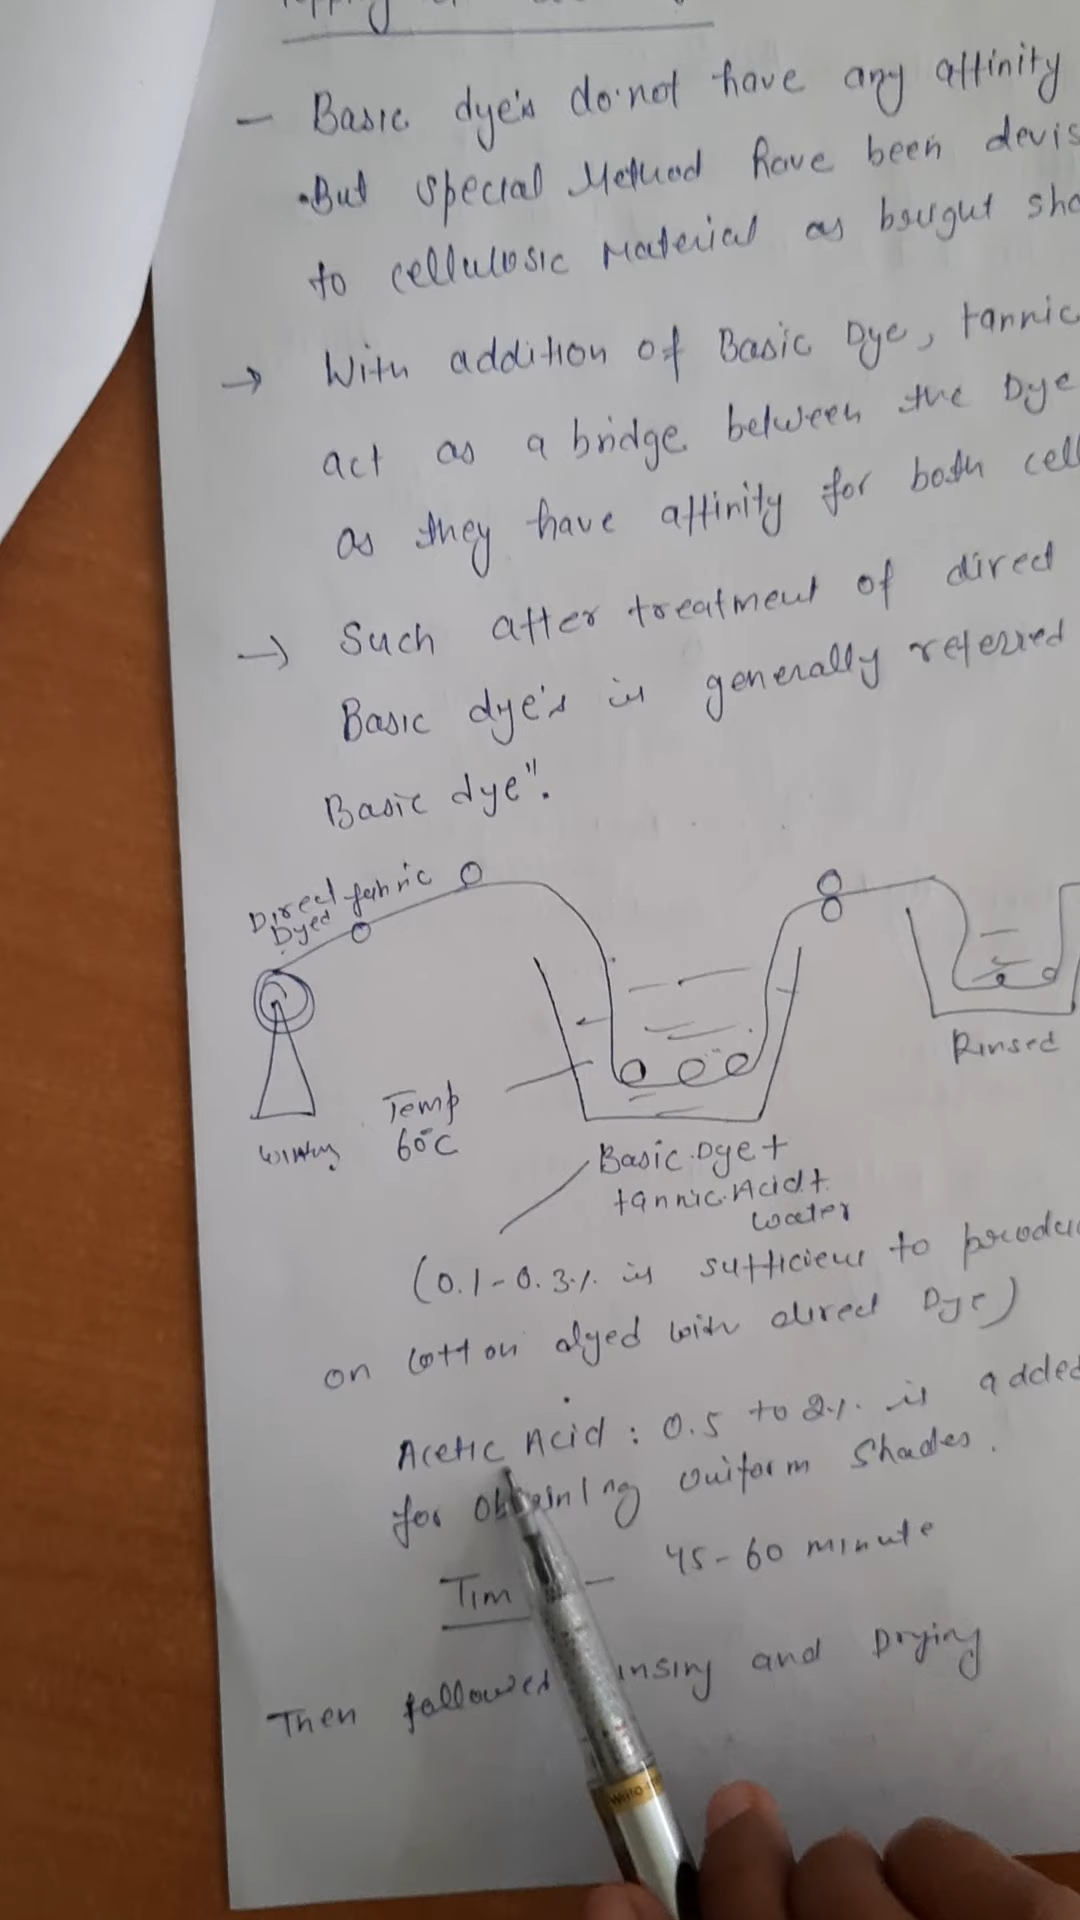 - Basic dye's do not have any affinity
But special Method have been devis
to cellulosic Material as bright sha
→ With addition of Basic Dye, tannic
act as a bridge between the Dye
as they have affinity for both cell
→ Such after treatment of direct
Basic dye's is generally referred
Basic dye".
Direct fabric
Dyed
Rinsed
Temp
60°C
Basic Dye +
tannic Acid +
water
(0.1-0.3% is sufficient to produc
on cotton dyed with direct Dye)
Acetic Acid : 0.5 to 2% is added
for obtaining uniform Shades.
Tim - 45-60 minute
Then followed insing and Drying